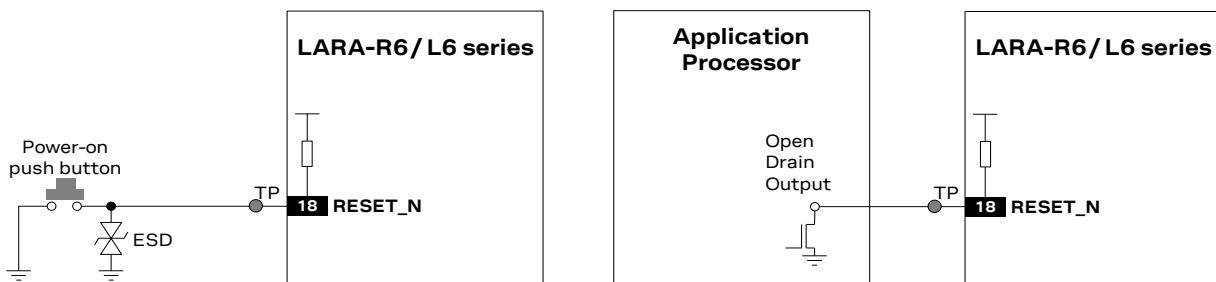 LARA-R6/ L6 series
Power-on
push button
TP
18 RESET_N
ESD
Application
Processor
Open
Drain
Output
LARA-R6/ L6 series
TP
18 RESET_N